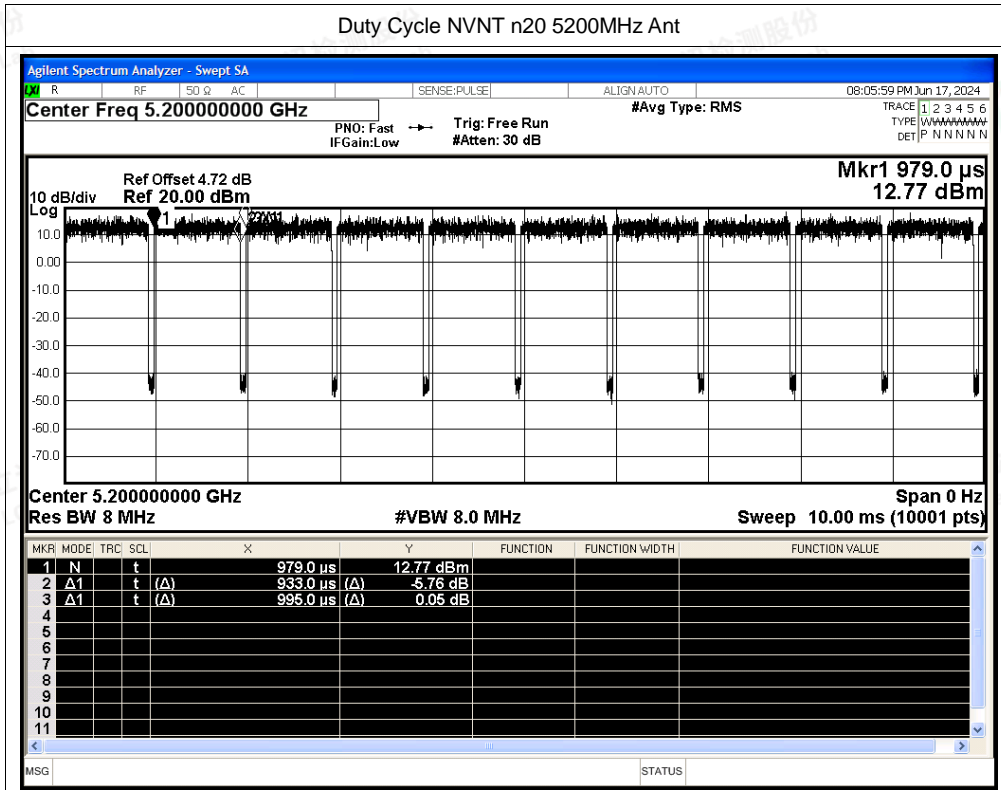 Duty Cycle NVNT n20 5200MHz Ant
Agilent Spectrum Analyzer - Swept SA
LXI R RF 50 Ω AC SENSE:PULSE ALIGN AUTO 08:05:59 PM Jun 17, 2024
Center Freq 5.200000000 GHz #Avg Type: RMS TRACE 1 2 3 4 5 6
PNO: Fast Trig: Free Run TYPE
IFGain:Low #Atten: 30 dB DET P N N N N N
Mkr1 979.0 µs
Ref Offset 4.72 dB
10 dB/div Ref 20.00 dBm 12.77 dBm
Log
1
10.0
0.00
-10.0
-20.0
-30.0
-40.0
-50.0
-60.0
-70.0
Center 5.200000000 GHz Span 0 Hz
Res BW 8 MHz #VBW 8.0 MHz Sweep 10.00 ms (10001 pts)
MKR MODE TRC SCL X Y FUNCTION FUNCTION WIDTH FUNCTION VALUE
1 N t 979.0 µs 12.77 dBm
2 Δ1 t (Δ) 933.0 µs (Δ) -5.76 dB
3 Δ1 t (Δ) 995.0 µs (Δ) 0.05 dB
4
5
6
7
8
9
10
11
MSG STATUS